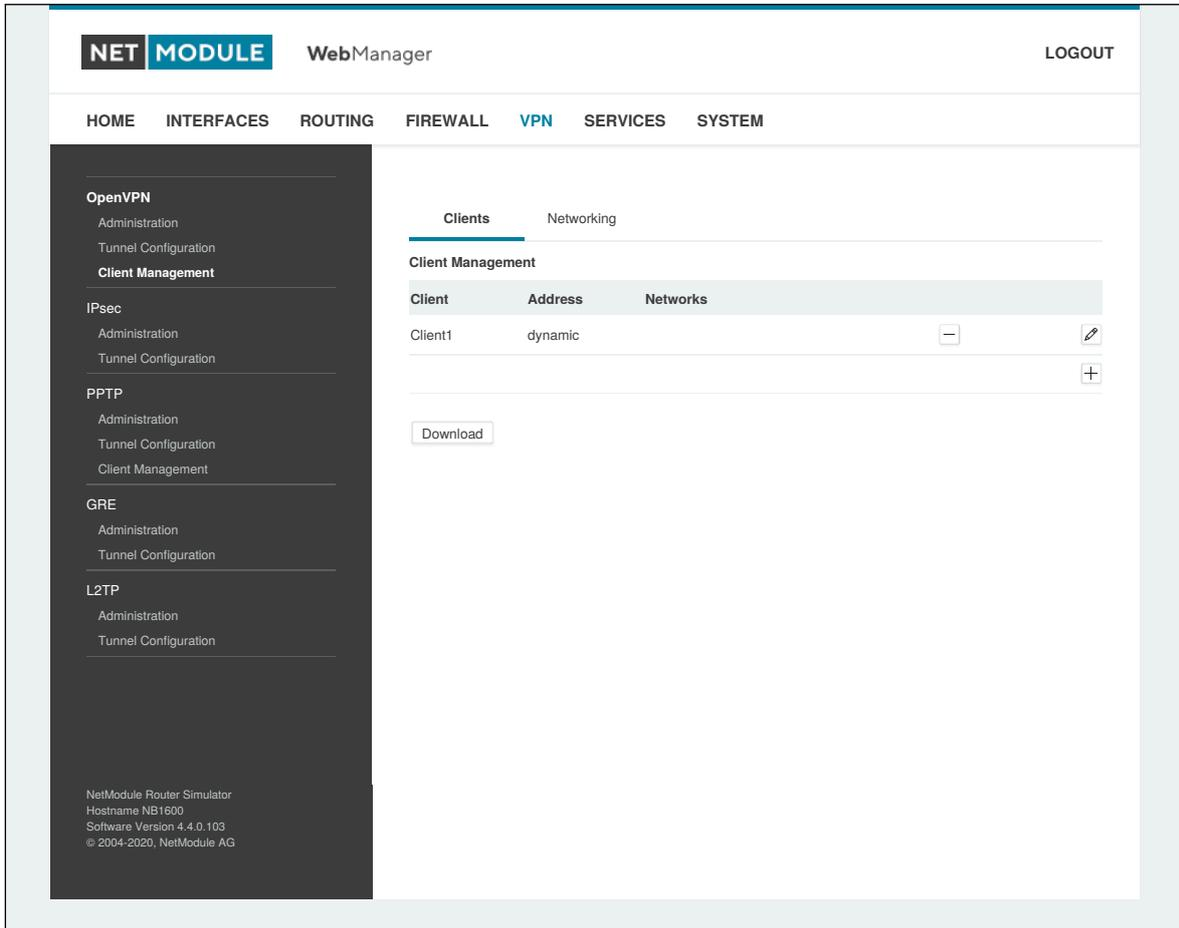 NET MODULE WebManager LOGOUT
HOME INTERFACES ROUTING FIREWALL VPN SERVICES SYSTEM
OpenVPN
Administration
Tunnel Configuration
Client Management
IPsec
Administration
Tunnel Configuration
PPTP
Administration
Tunnel Configuration
Client Management
GRE
Administration
Tunnel Configuration
L2TP
Administration
Tunnel Configuration
NetModule Router Simulator
Hostname NB1600
Software Version 4.4.0.103
© 2004-2020, NetModule AG
Clients Networking
Client Management
Client Address Networks
Client1 dynamic
Download